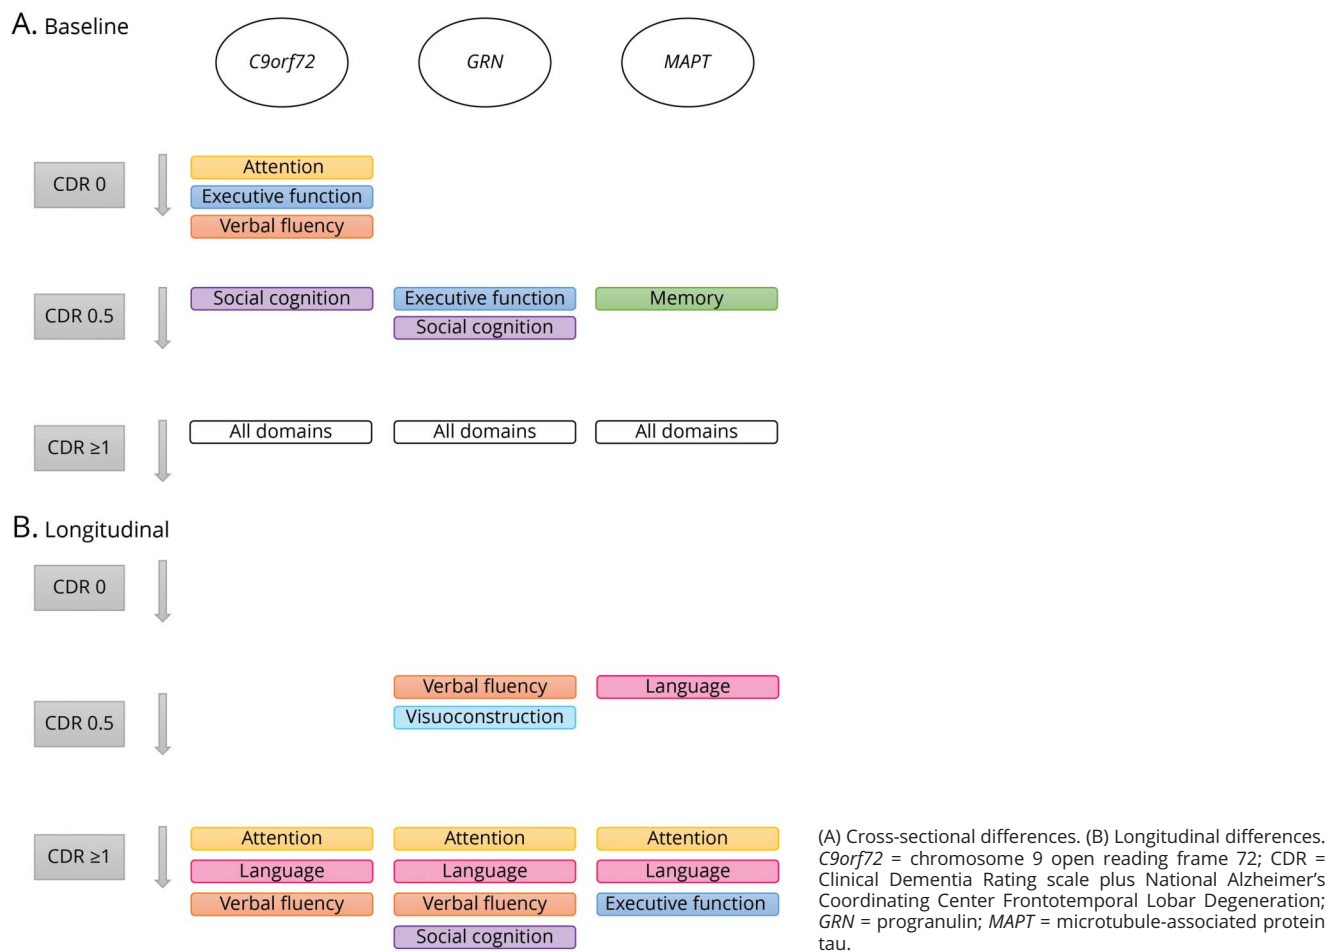 A. Baseline
C9orf72 GRN MAPT
CDR 0
Attention
Executive function
Verbal fluency
CDR 0.5
Social cognition Executive function Memory
Social cognition
CDR ≥1
All domains All domains All domains
B. Longitudinal
CDR 0
CDR 0.5
Verbal fluency Language
Visuoconstruction
CDR ≥1
Attention Attention Attention
Language Language Language
Verbal fluency Verbal fluency Executive function
Social cognition
(A) Cross-sectional differences. (B) Longitudinal differences.
C9orf72 = chromosome 9 open reading frame 72; CDR =
Clinical Dementia Rating scale plus National Alzheimer's
Coordinating Center Frontotemporal Lobar Degeneration;
GRN = progranulin; MAPT = microtubule-associated protein
tau.